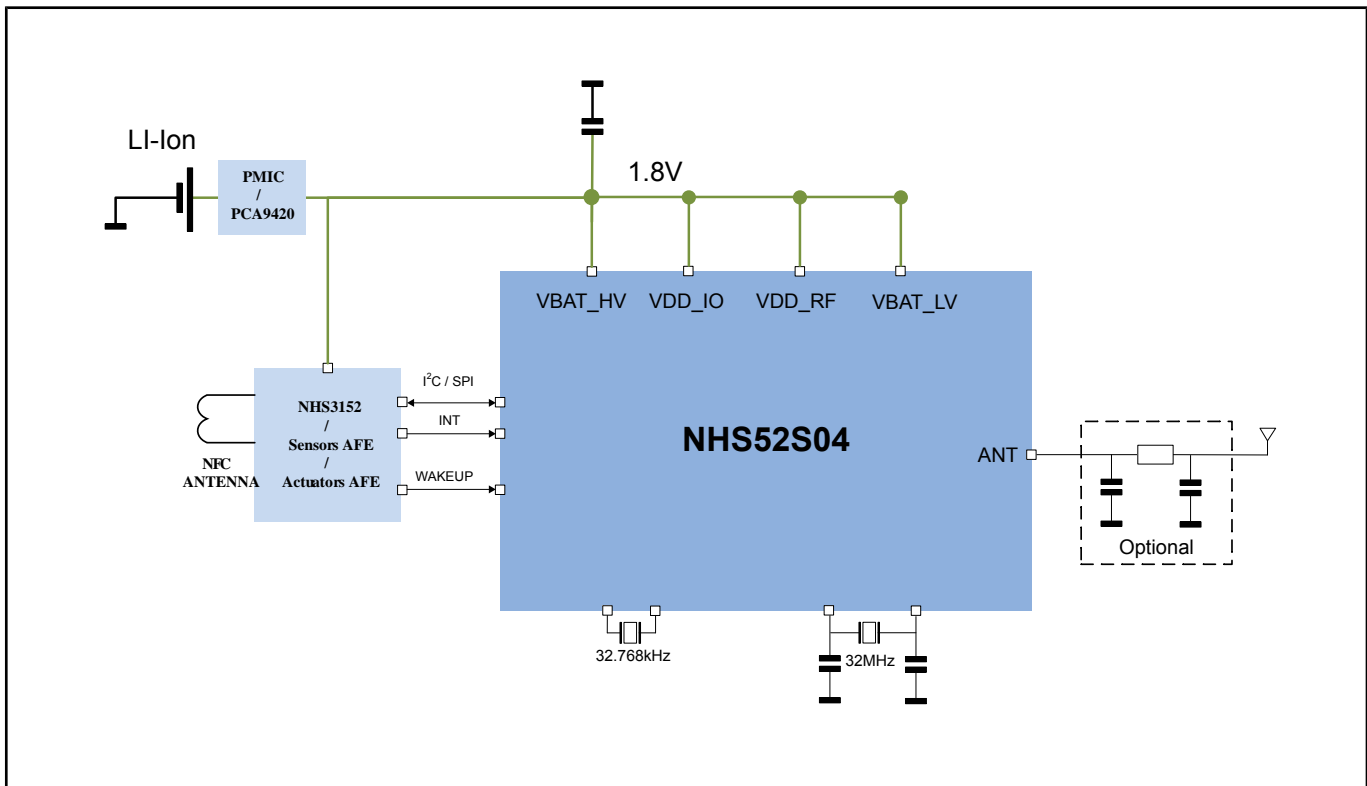 LI-Ion
PMIC
/
PCA9420
1.8V
VBAT_HV
VDD_IO
VDD_RF
VBAT_LV
NHS3152
/
Sensors AFE
/
Actuators AFE
NFC
ANTENNA
I²C / SPI
INT
WAKEUP
NHS52S04
ANT
Optional
32.768kHz
32MHz